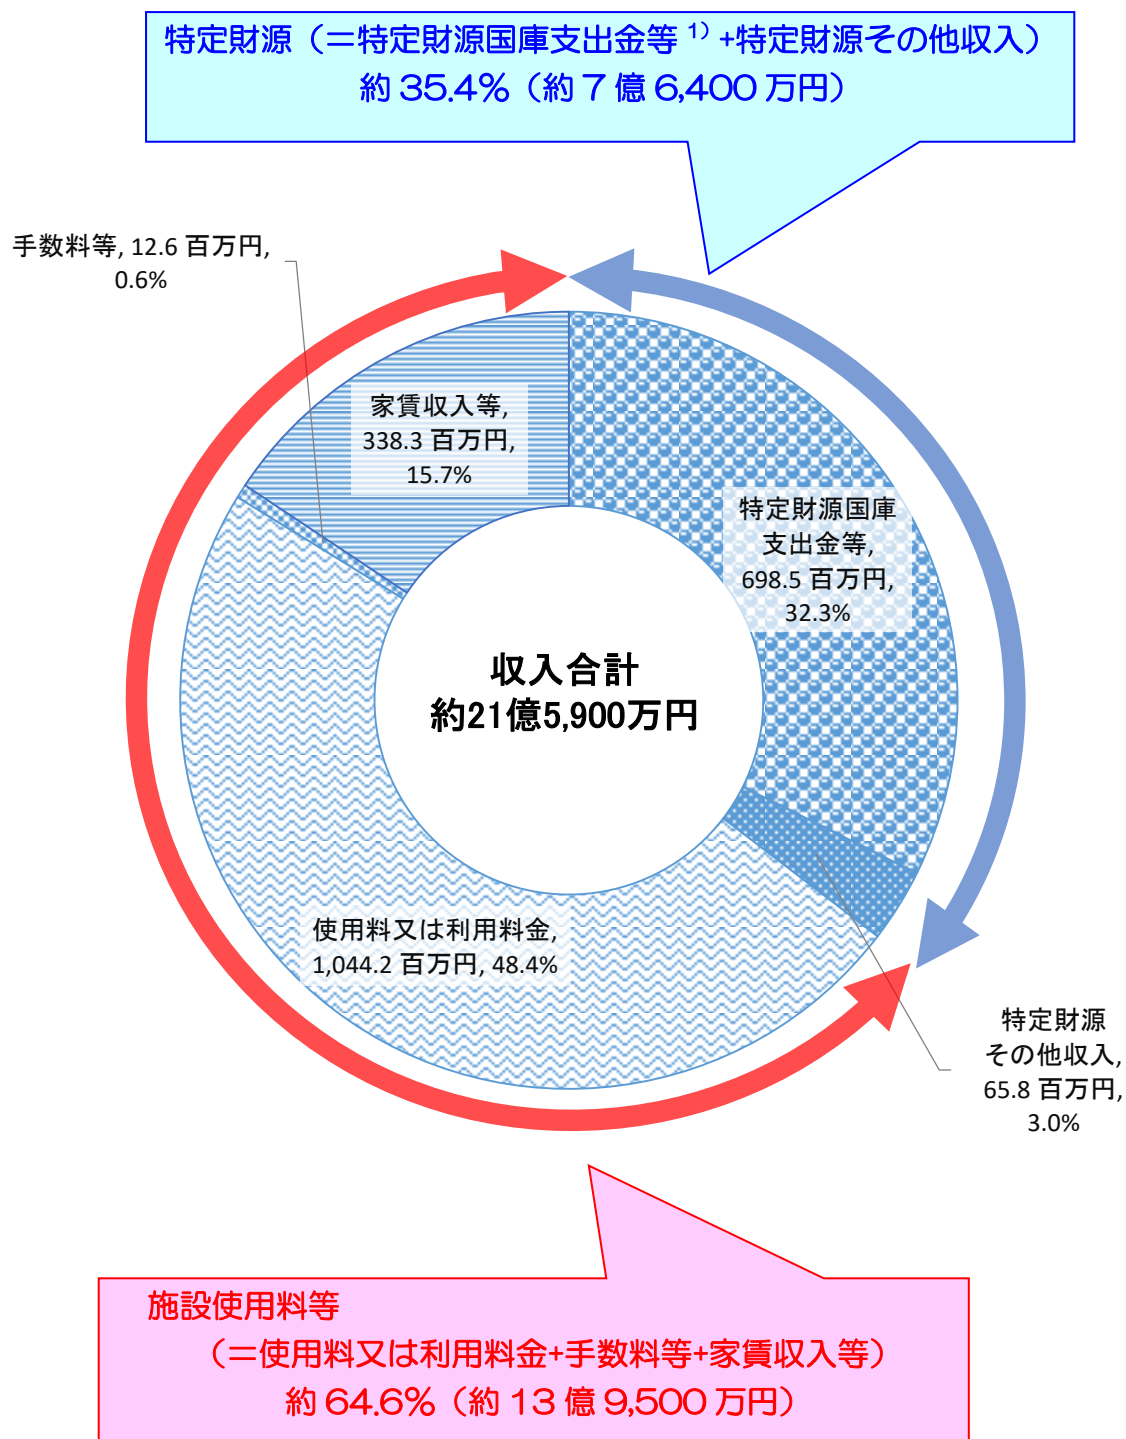 特定財源（＝特定財源国庫支出金等 1）+特定財源その他収入）
約 35.4%（約 7 億 6,400 万円）
手数料等, 12.6 百万円,
0.6%
家賃収入等,
338.3 百万円,
15.7%
特定財源国庫
支出金等,
698.5 百万円,
32.3%
収入合計
約21億5,900万円
使用料又は利用料金,
1,044.2 百万円, 48.4%
特定財源
その他収入,
65.8 百万円,
3.0%
施設使用料等
（＝使用料又は利用料金+手数料等+家賃収入等）
約 64.6%（約 13 億 9,500 万円）